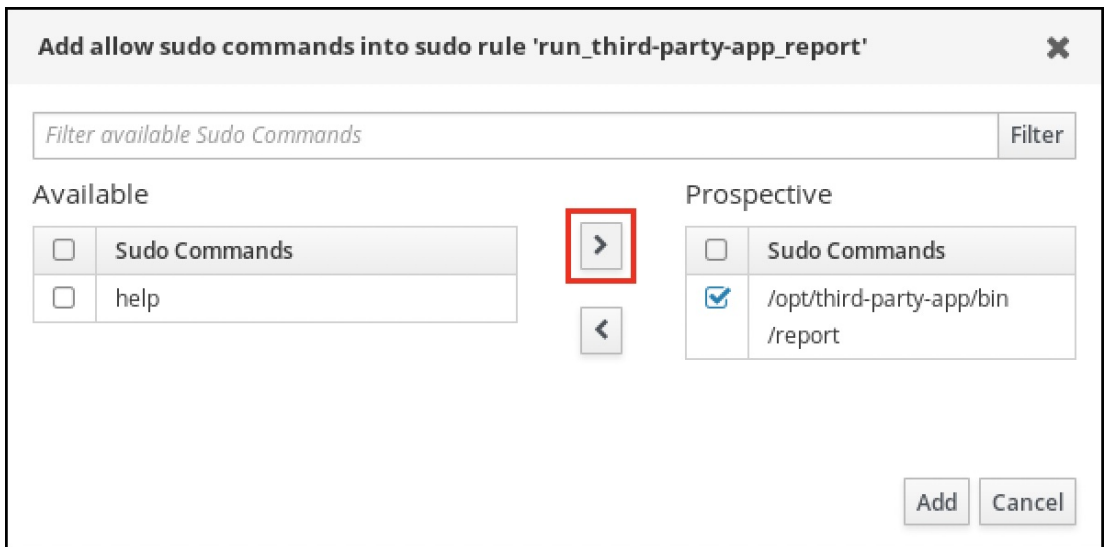 Add allow sudo commands into sudo rule 'run_third-party-app_report'
Filter available Sudo Commands
Filter
Available
Prospective
Sudo Commands
Sudo Commands
help
/opt/third-party-app/bin
/report
Add
Cancel